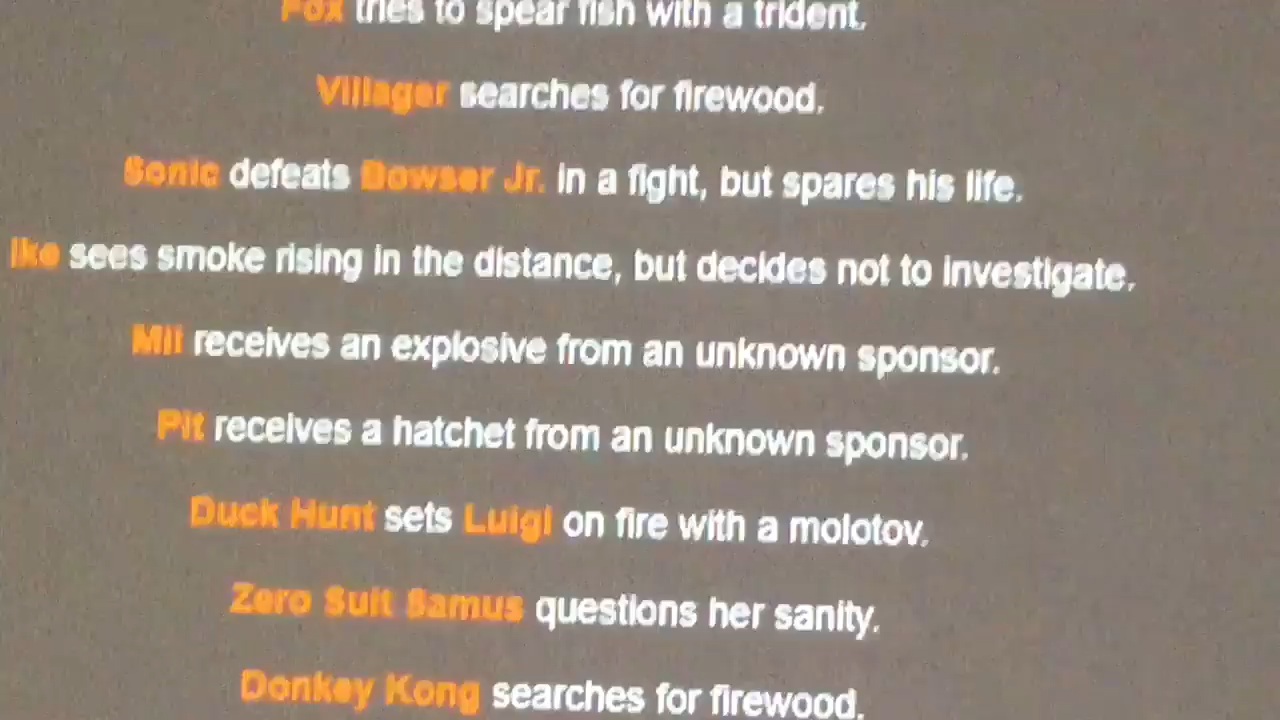 Fox tries to spear fish with a trident.
Villager searches for firewood.
Sonic defeats Bowser Jr. in a fight, but spares his life.
Ike sees smoke rising in the distance, but decides not to investigate.
Mii receives an explosive from an unknown sponsor.
Pit receives a hatchet from an unknown sponsor.
Duck Hunt sets Luigi on fire with a molotov.
Zero Suit Samus questions her sanity.
Donkey Kong searches for firewood.